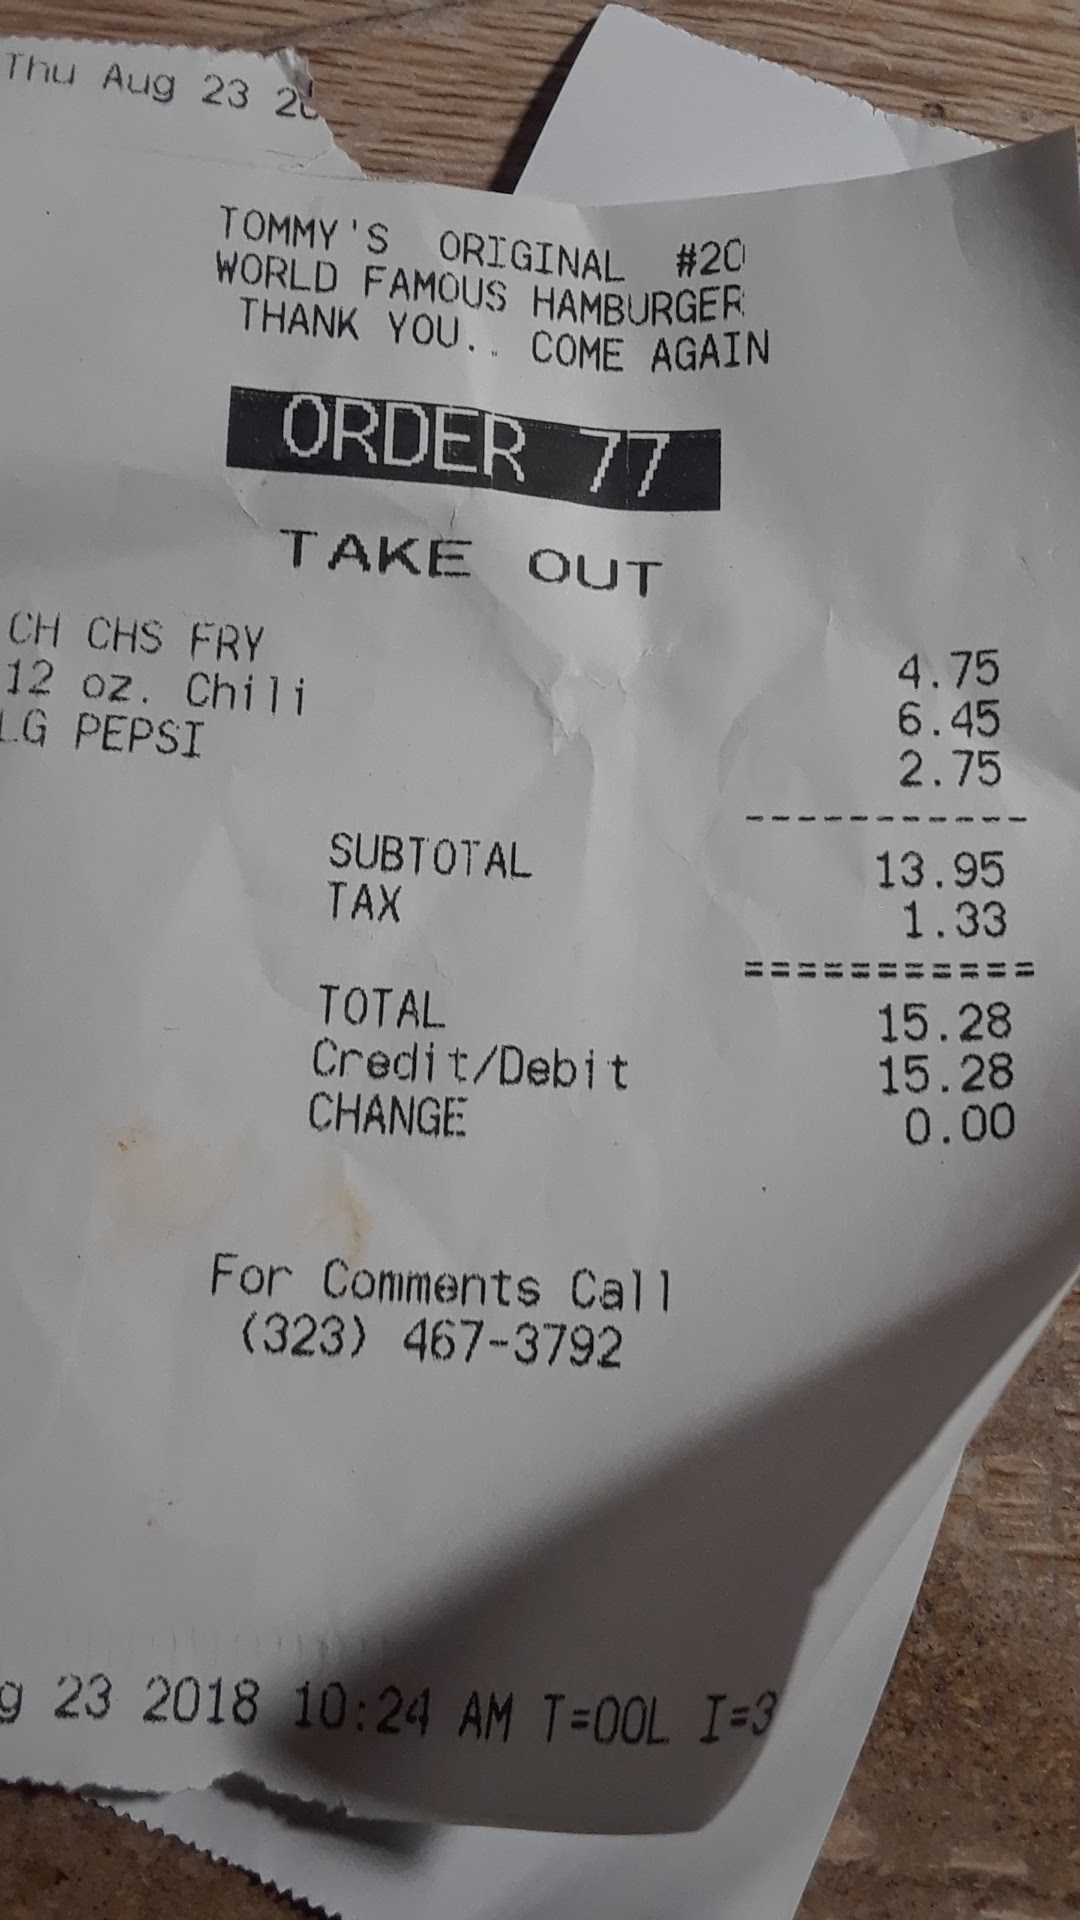 Thu Aug 23
TOMMY'S ORIGINAL #20
WORLD FAMOUS HAMBURGER
THANK YOU.. COME AGAIN
ORDER 77
TAKE OUT
CH CHS FRY 4.75
12 oz. Chili 6.45
LG PEPSI 2.75
-----------
SUBTOTAL 13.95
TAX 1.33
===========
TOTAL 15.28
Credit/Debit 15.28
CHANGE 0.00
For Comments Call
(323) 467-3792
g 23 2018 10:24 AM T=00L I=3